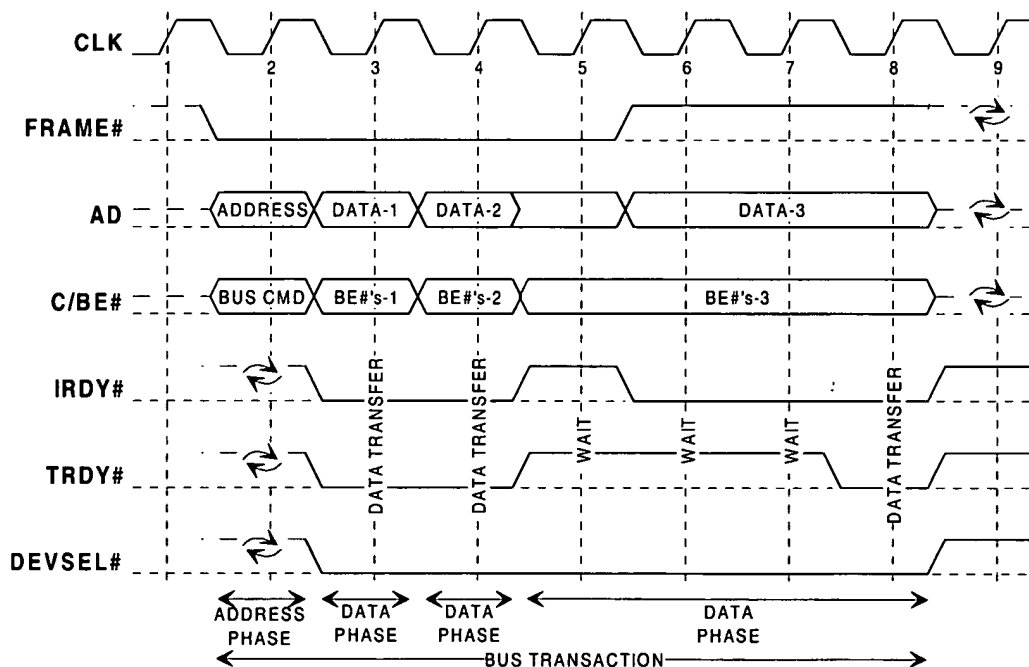 CLK
1 2 3 4 5 6 7 8 9
FRAME#
AD
ADDRESS DATA-1 DATA-2 DATA-3
C/BE#
BUS CMD BE#'s-1 BE#'s-2 BE#'s-3
IRDY#
DATA TRANSFER
DATA TRANSFER
WAIT
WAIT
WAIT
DATA TRANSFER
TRDY#
DEVSEL#
ADDRESS PHASE
DATA PHASE
DATA PHASE
DATA PHASE
BUS TRANSACTION